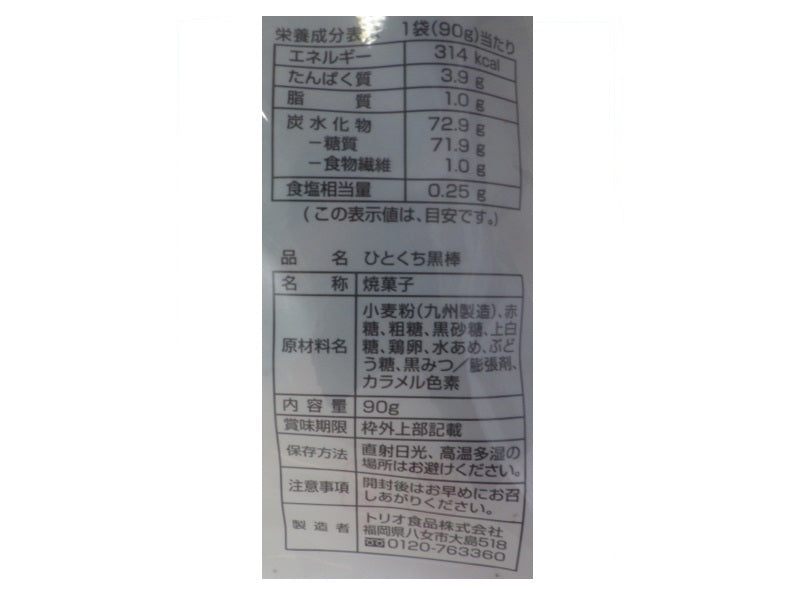 栄養成分表示 1袋(90g)当たり
エネルギー 314 kcal
たんぱく質 3.9 g
脂質 1.0 g
炭水化物 72.9 g
－糖質 71.9 g
－食物繊維 1.0 g
食塩相当量 0.25 g
(この表示値は、目安です。)
品名 ひとくち黒棒
名称 焼菓子
原材料名 小麦粉(九州製造)、赤
糖、粗糖、黒砂糖、上白
糖、鶏卵、水あめ、ぶど
う糖、黒みつ／膨張剤、
カラメル色素
内容量 90g
賞味期限 枠外上部記載
保存方法 直射日光、高温多湿の
場所はお避けください。
注意事項 開封後はお早めにお召
しあがりください。
製造者 トリオ食品株式会社
福岡県八女市大島518
0120-763360